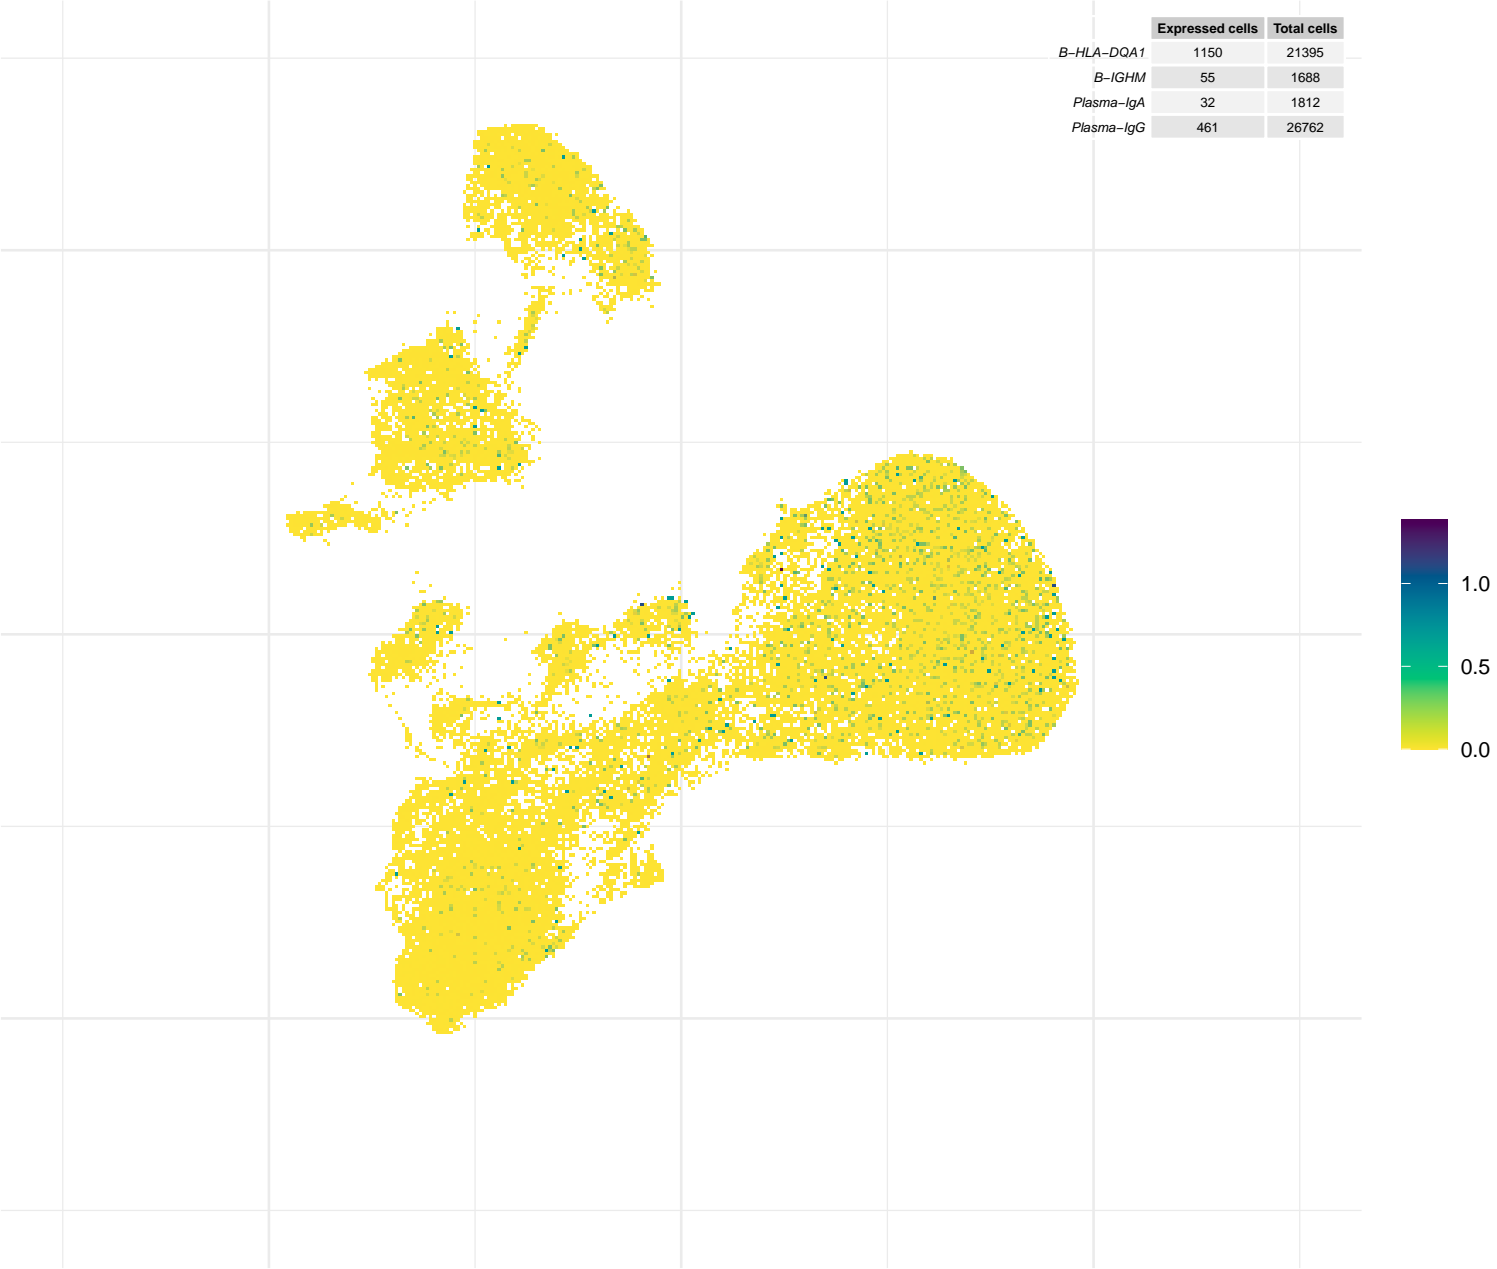 Expressed cells Total cells
B−HLA−DQA1 1150 21395
B−IGHM 55 1688
Plasma−IgA 32 1812
Plasma−IgG 461 26762
1.0
0.5
0.0